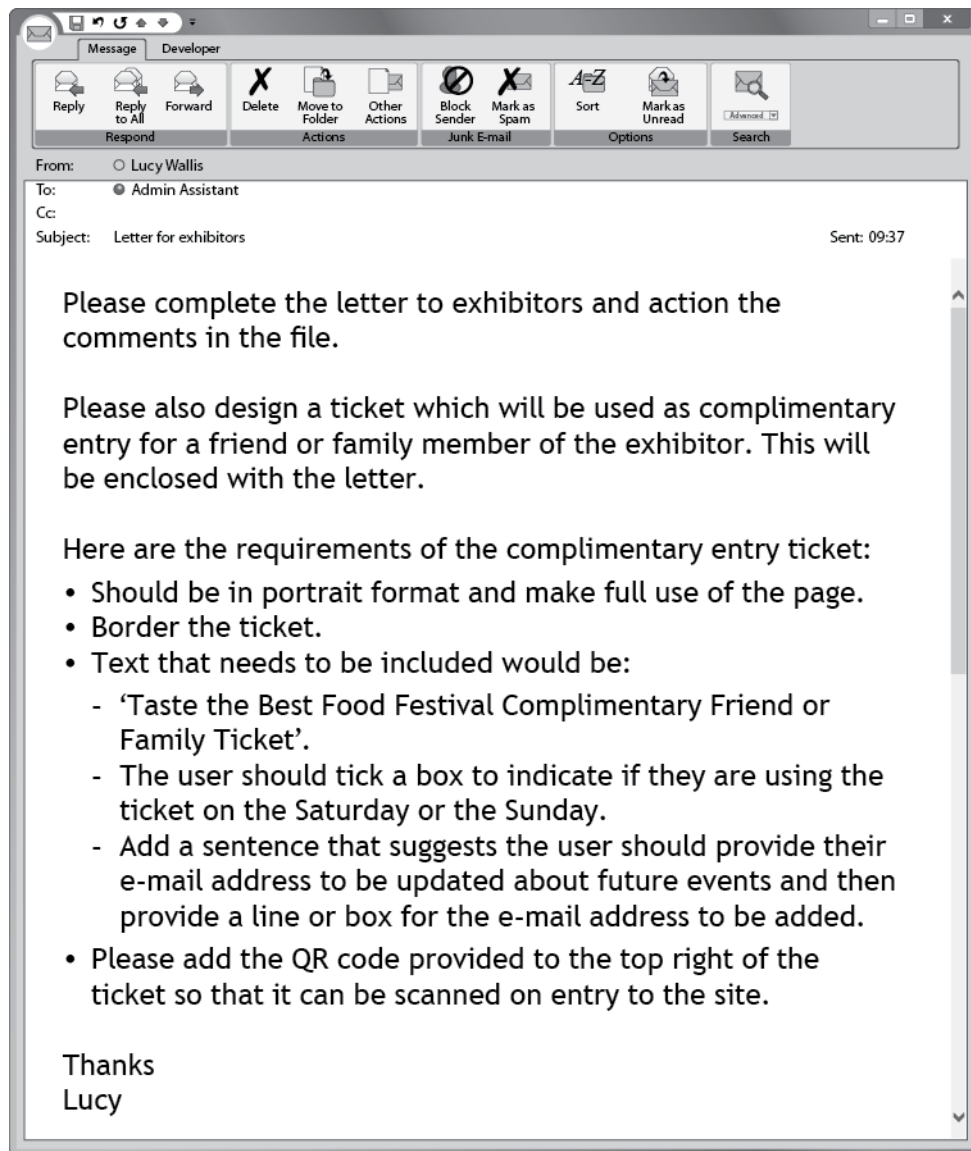 Message Developer
Reply Reply to All Forward Delete Move to Folder Other Actions Block Sender Mark as Spam A=Z Sort Mark as Unread Advanced
Respond Actions Junk E-mail Options Search
From: Lucy Wallis
To: Admin Assistant
Cc:
Subject: Letter for exhibitors Sent: 09:37
Please complete the letter to exhibitors and action the
comments in the file.
Please also design a ticket which will be used as complimentary
entry for a friend or family member of the exhibitor. This will
be enclosed with the letter.
Here are the requirements of the complimentary entry ticket:
• Should be in portrait format and make full use of the page.
• Border the ticket.
• Text that needs to be included would be:
- ‘Taste the Best Food Festival Complimentary Friend or
Family Ticket’.
- The user should tick a box to indicate if they are using the
ticket on the Saturday or the Sunday.
- Add a sentence that suggests the user should provide their
e-mail address to be updated about future events and then
provide a line or box for the e-mail address to be added.
• Please add the QR code provided to the top right of the
ticket so that it can be scanned on entry to the site.
Thanks
Lucy